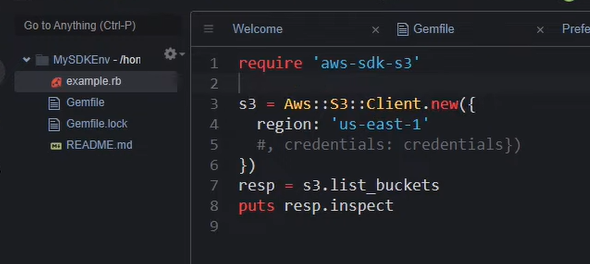 Go to Anything (Ctrl-P)
MySDKEnv - /hon
example.rb
Gemfile
Gemfile.lock
README.md
Welcome × Gemfile × Prefe
1 require 'aws-sdk-s3'
2
3 s3 = Aws::S3::Client.new({
4 region: 'us-east-1'
5 #, credentials: credentials})
6 })
7 resp = s3.list_buckets
8 puts resp.inspect
9